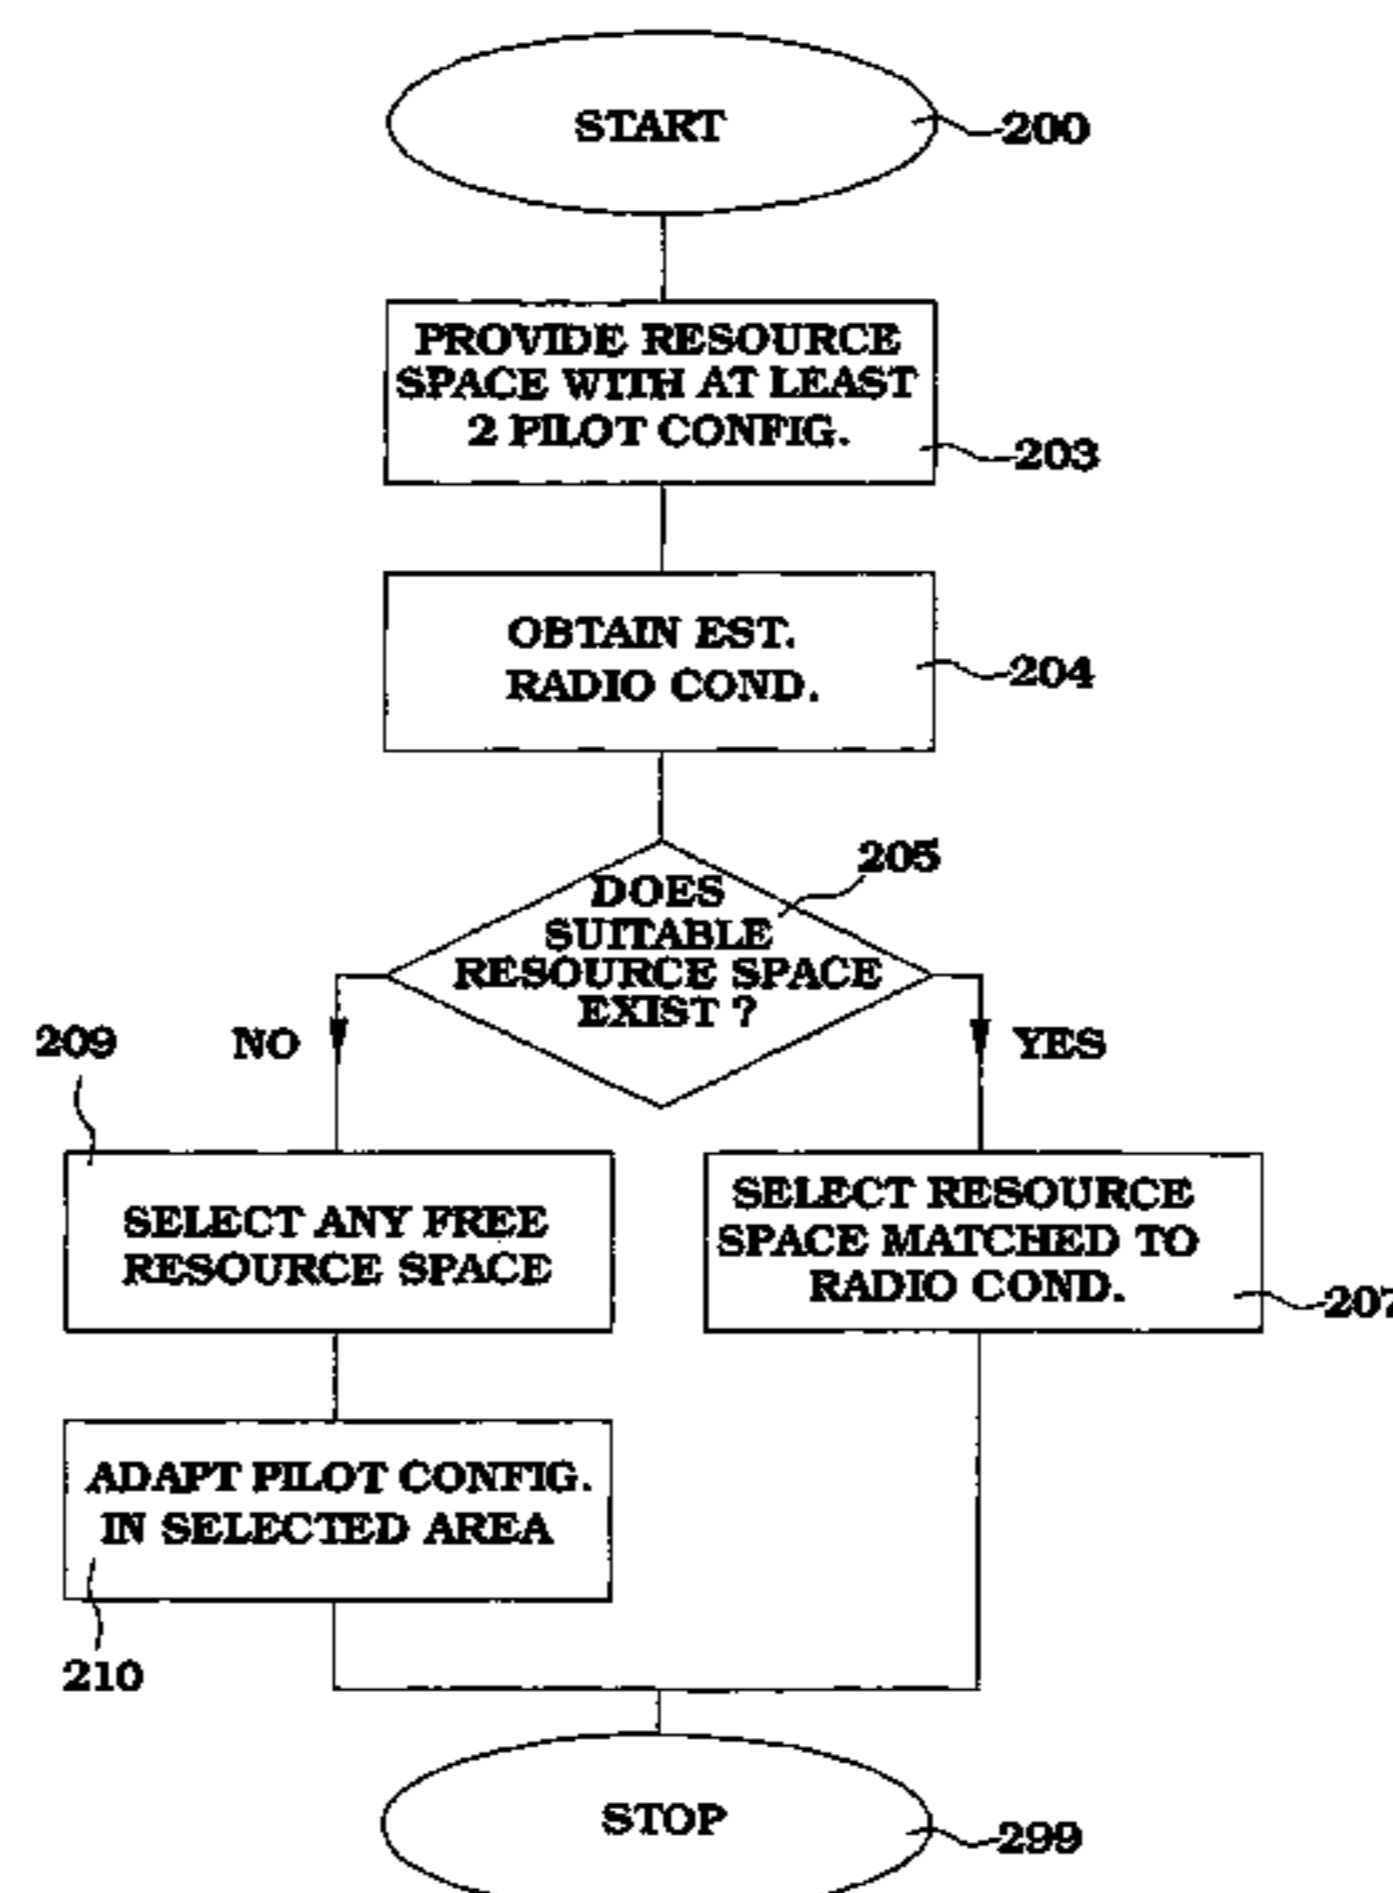 START
200
PROVIDE RESOURCE
SPACE WITH AT LEAST
2 PILOT CONFIG.
203
OBTAIN EST.
RADIO COND.
204
205
DOES
SUITABLE
RESOURCE SPACE
EXIST ?
209
NO
YES
SELECT ANY FREE
RESOURCE SPACE
SELECT RESOURCE
SPACE MATCHED TO
RADIO COND.
207
ADAPT PILOT CONFIG.
IN SELECTED AREA
210
STOP
299